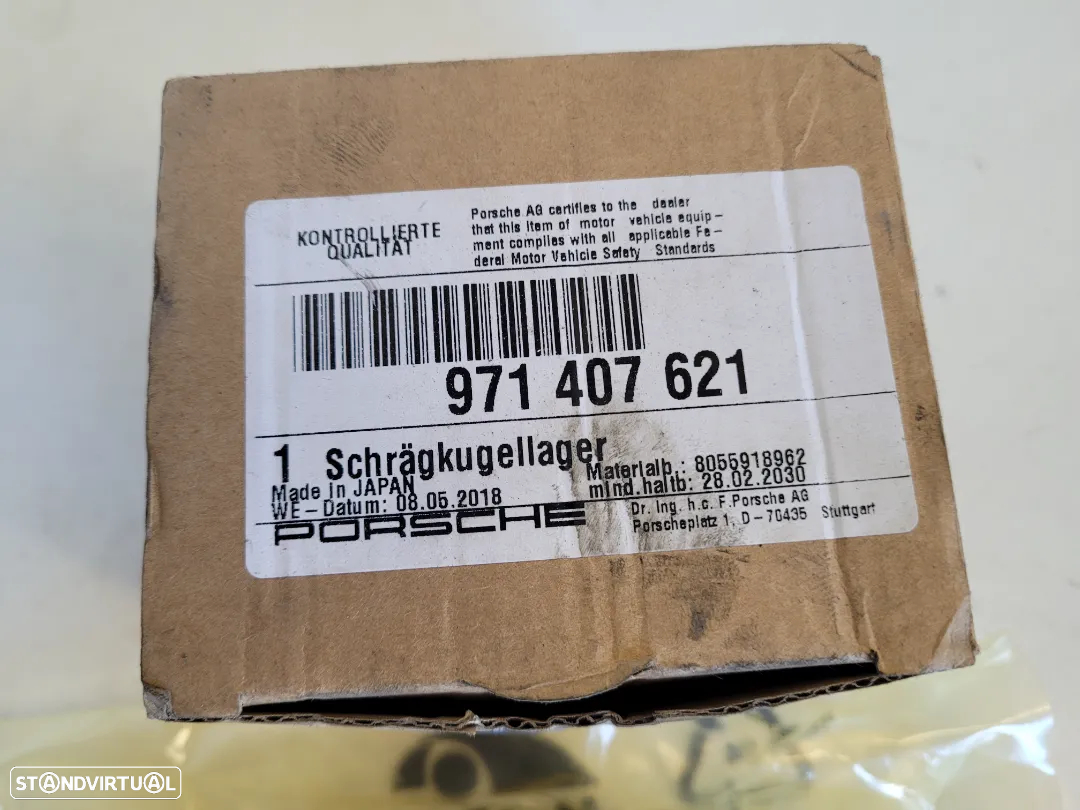 KONTROLLIERTE
QUALITÄT
Porsche AG certifies to the dealer
that this item of motor vehicle equip-
ment complies with all applicable Fe-
deral Motor Vehicle Safety Standards
971 407 621
1 Schrägkugellager
Made in JAPAN
WE-Datum: 08.05.2018
Materialb.: 8055918962
mind.haltb: 28.02.2030
PORSCHE
Dr. Ing. h.c. F.Porsche AG
Porscheplatz 1, D-70435 Stuttgart
STANDVIRTUAL